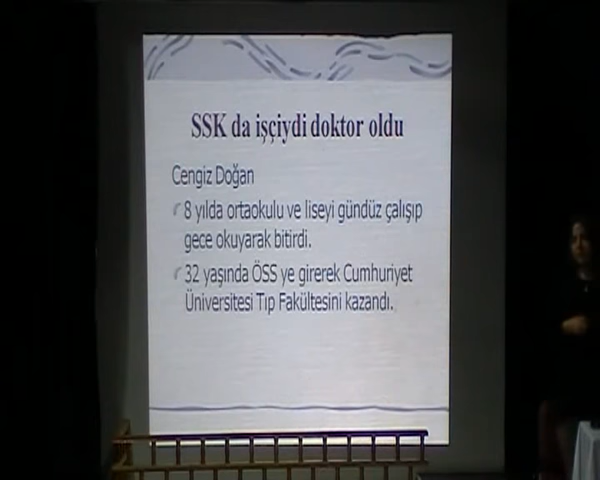 SSK da işçiydi doktor oldu
Cengiz Doğan
8 yılda ortaokulu ve liseyi gündüz çalışıp
gece okuyarak bitirdi.
32 yaşında ÖSS ye girerek Cumhuriyet
Üniversitesi Tıp Fakültesini kazandı.